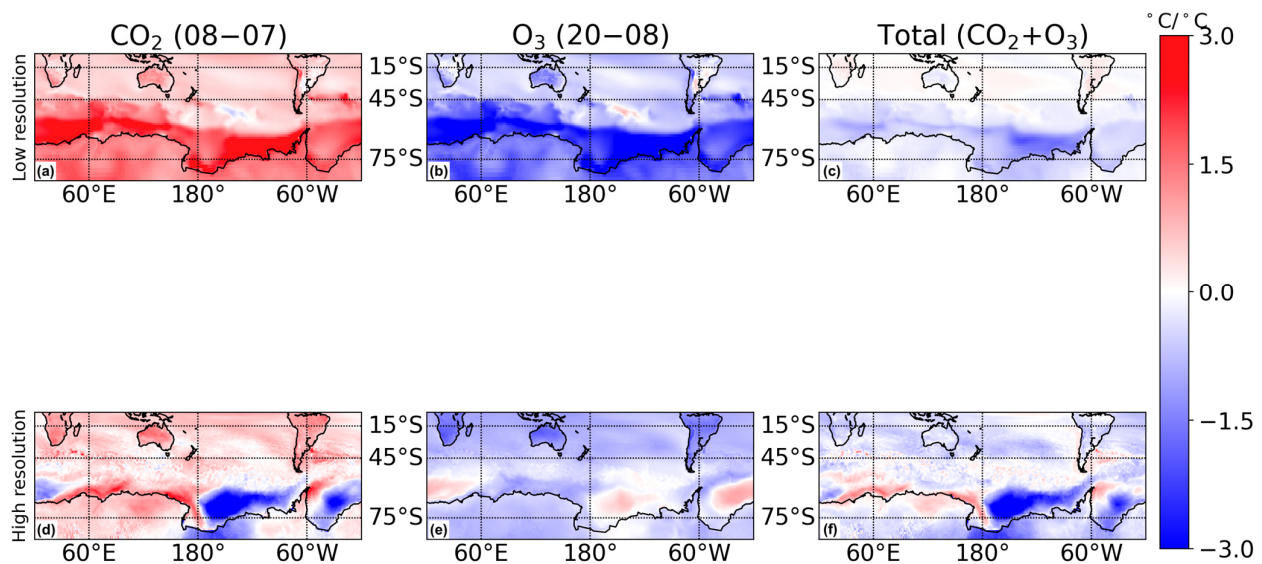 CO₂ (08−07)
O₃ (20−08)
Total (CO₂+O₃)
°C/°C
Low resolution
(a)
(b)
(c)
15°S
45°S
75°S
15°S
45°S
75°S
60°E 180° 60°W
60°E 180° 60°W
60°E 180° 60°W
3.0
1.5
0.0
−1.5
−3.0
High resolution
(d)
(e)
(f)
15°S
45°S
75°S
15°S
45°S
75°S
60°E 180° 60°W
60°E 180° 60°W
60°E 180° 60°W